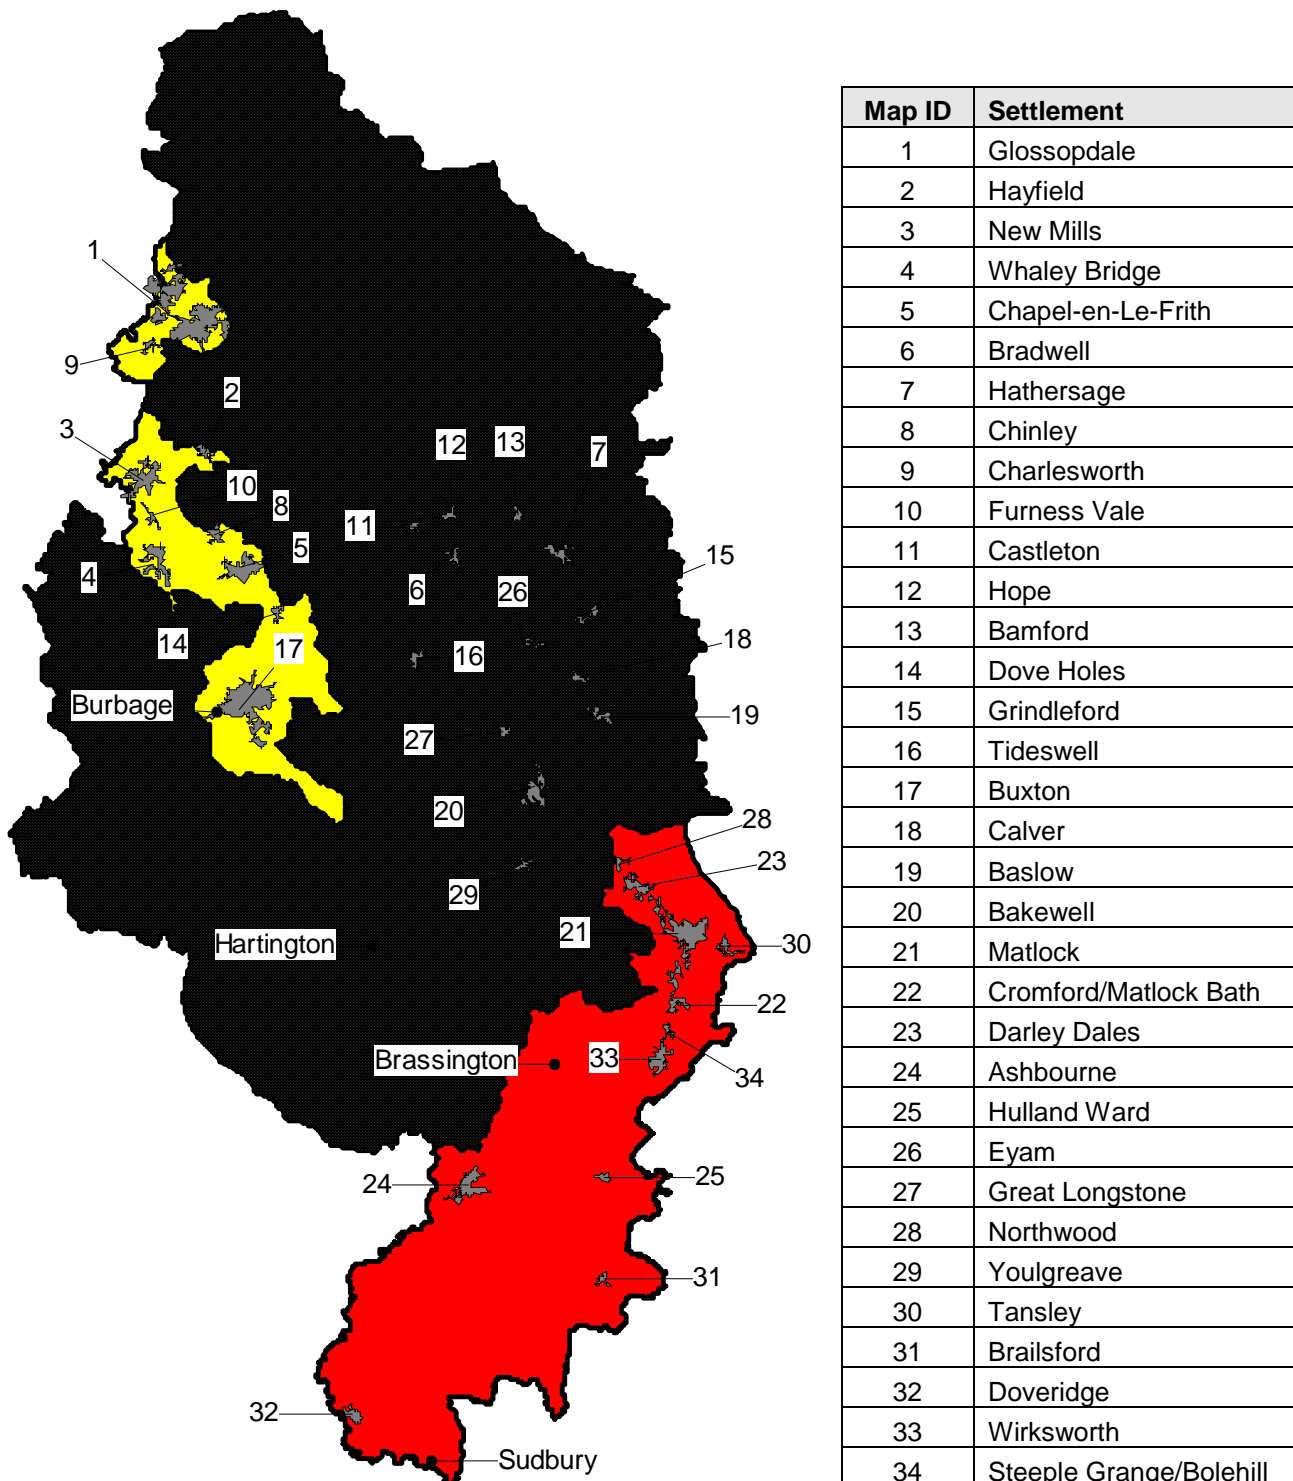 1
9
2
3
10
8
5
4
12
13
7
11
6
26
15
14
17
16
18
Burbage
27
19
20
28
23
29
21
30
Hartington
22
Brassington
33
34
24
25
31
32
Sudbury
Map ID Settlement
1 Glossopdale
2 Hayfield
3 New Mills
4 Whaley Bridge
5 Chapel-en-Le-Frith
6 Bradwell
7 Hathersage
8 Chinley
9 Charlesworth
10 Furness Vale
11 Castleton
12 Hope
13 Bamford
14 Dove Holes
15 Grindleford
16 Tideswell
17 Buxton
18 Calver
19 Baslow
20 Bakewell
21 Matlock
22 Cromford/Matlock Bath
23 Darley Dales
24 Ashbourne
25 Hulland Ward
26 Eyam
27 Great Longstone
28 Northwood
29 Youlgreave
30 Tansley
31 Brailsford
32 Doveridge
33 Wirksworth
34 Steeple Grange/Bolehill